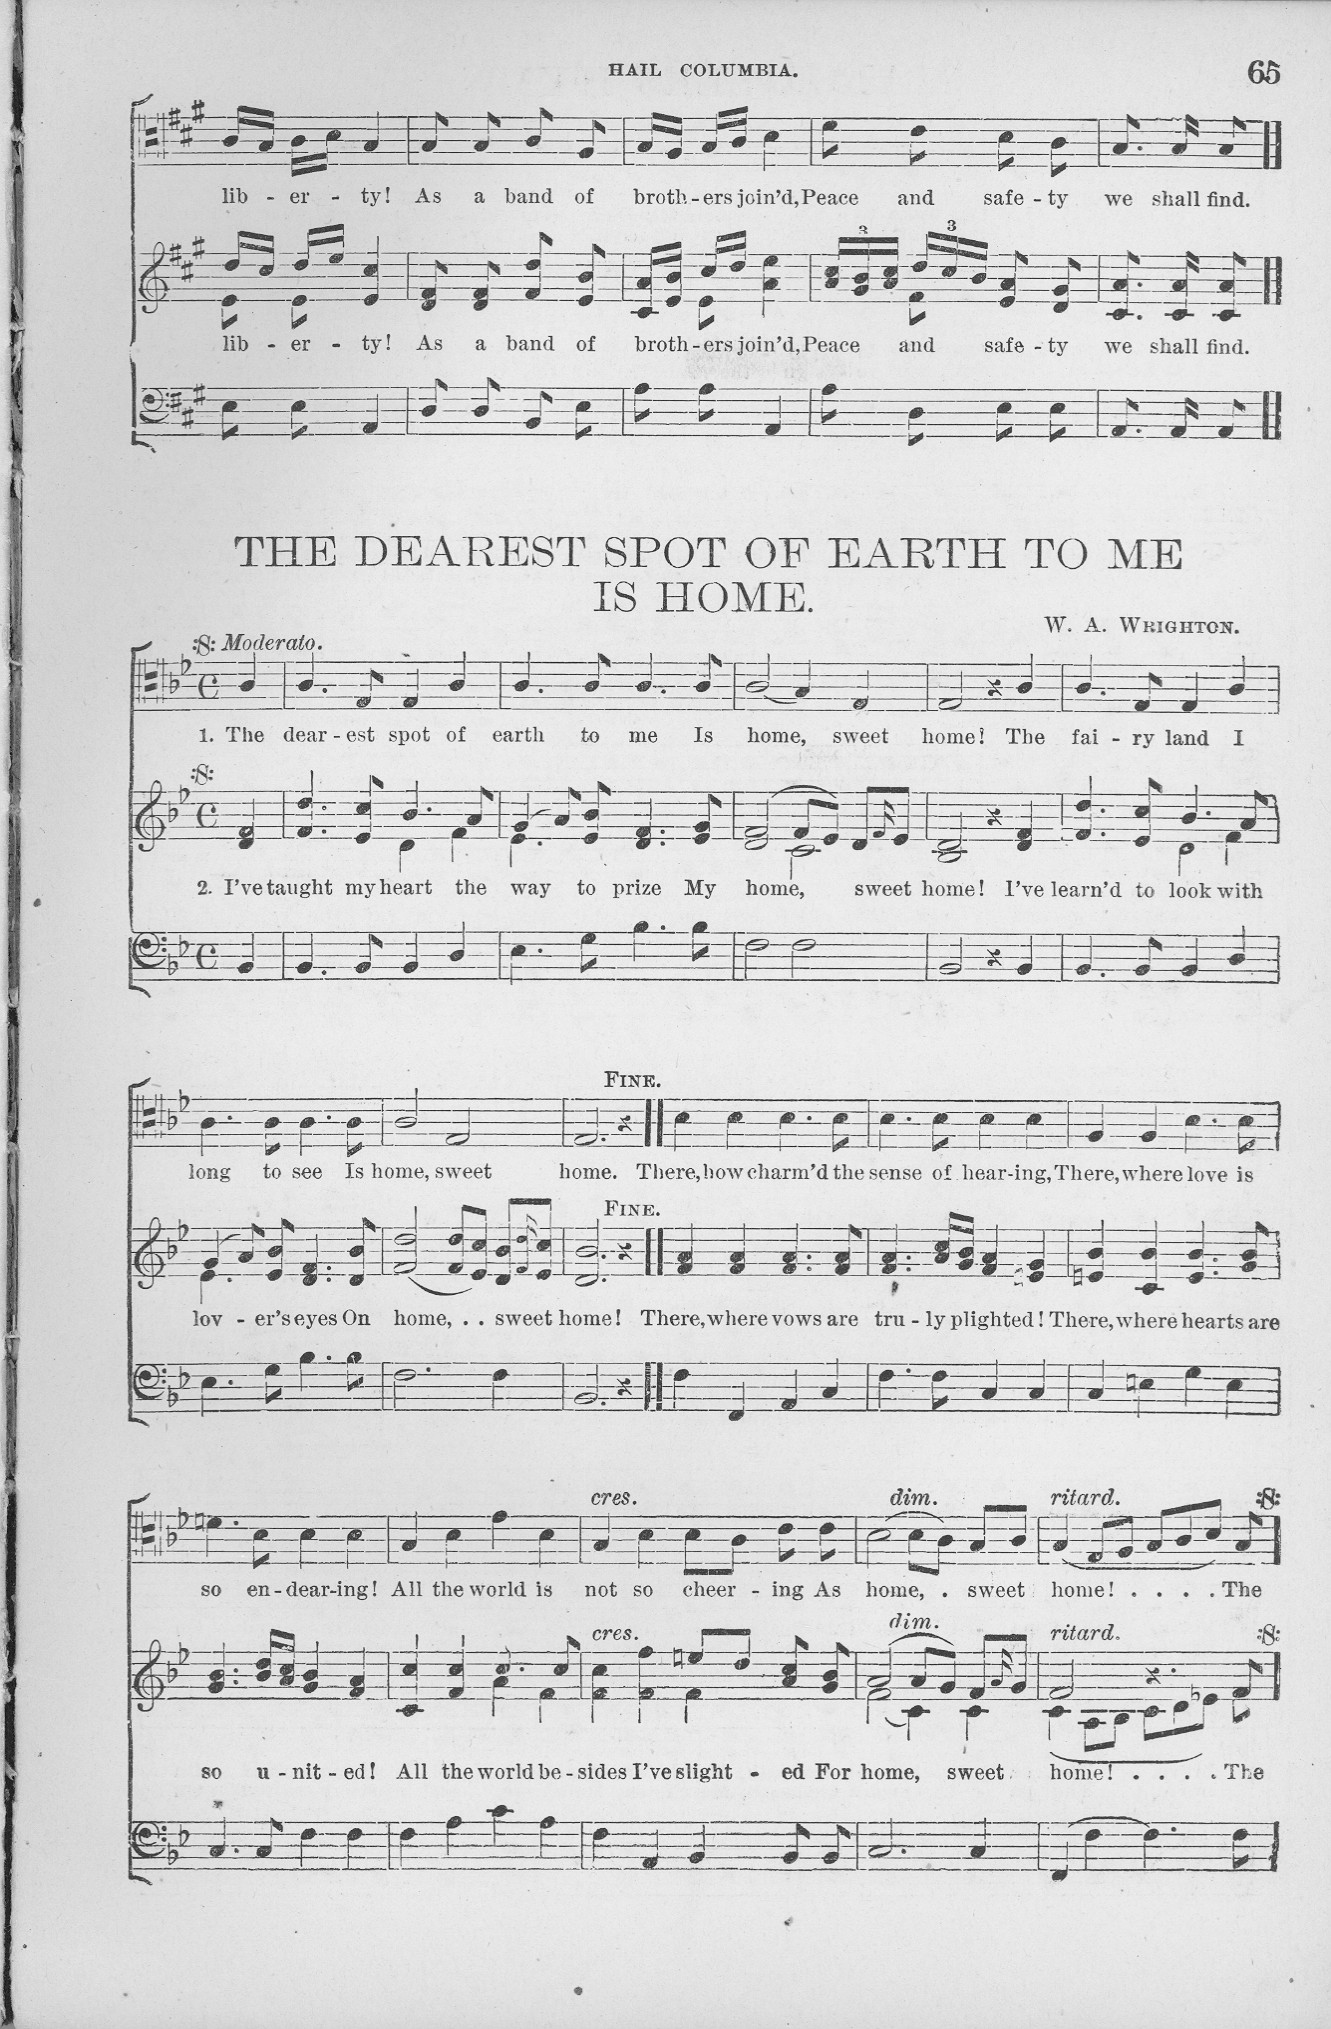 HAIL COLUMBIA. 65
lib - er - ty! As a band of broth-ers join'd, Peace and safe - ty we shall find.
3 3
lib - er - ty! As a band of broth-ers join'd, Peace and safe - ty we shall find.
THE DEAREST SPOT OF EARTH TO ME
IS HOME.
W. A. WRIGHTON.
Moderato.
1. The dear - est spot of earth to me Is home, sweet home! The fai - ry land I
2. I've taught my heart the way to prize My home, sweet home! I've learn'd to look with
FINE.
long to see Is home, sweet home. There, how charm'd the sense of hear-ing, There, where love is
FINE.
lov - er's eyes On home, . . sweet home! There, where vows are tru - ly plighted! There, where hearts are
cres. dim. ritard.
so en - dear-ing! All the world is not so cheer - ing As home, . sweet home! . . . . The
cres. dim. ritard.
so u - nit - ed! All the world be - sides I've slight - ed For home, sweet home! . . . . The